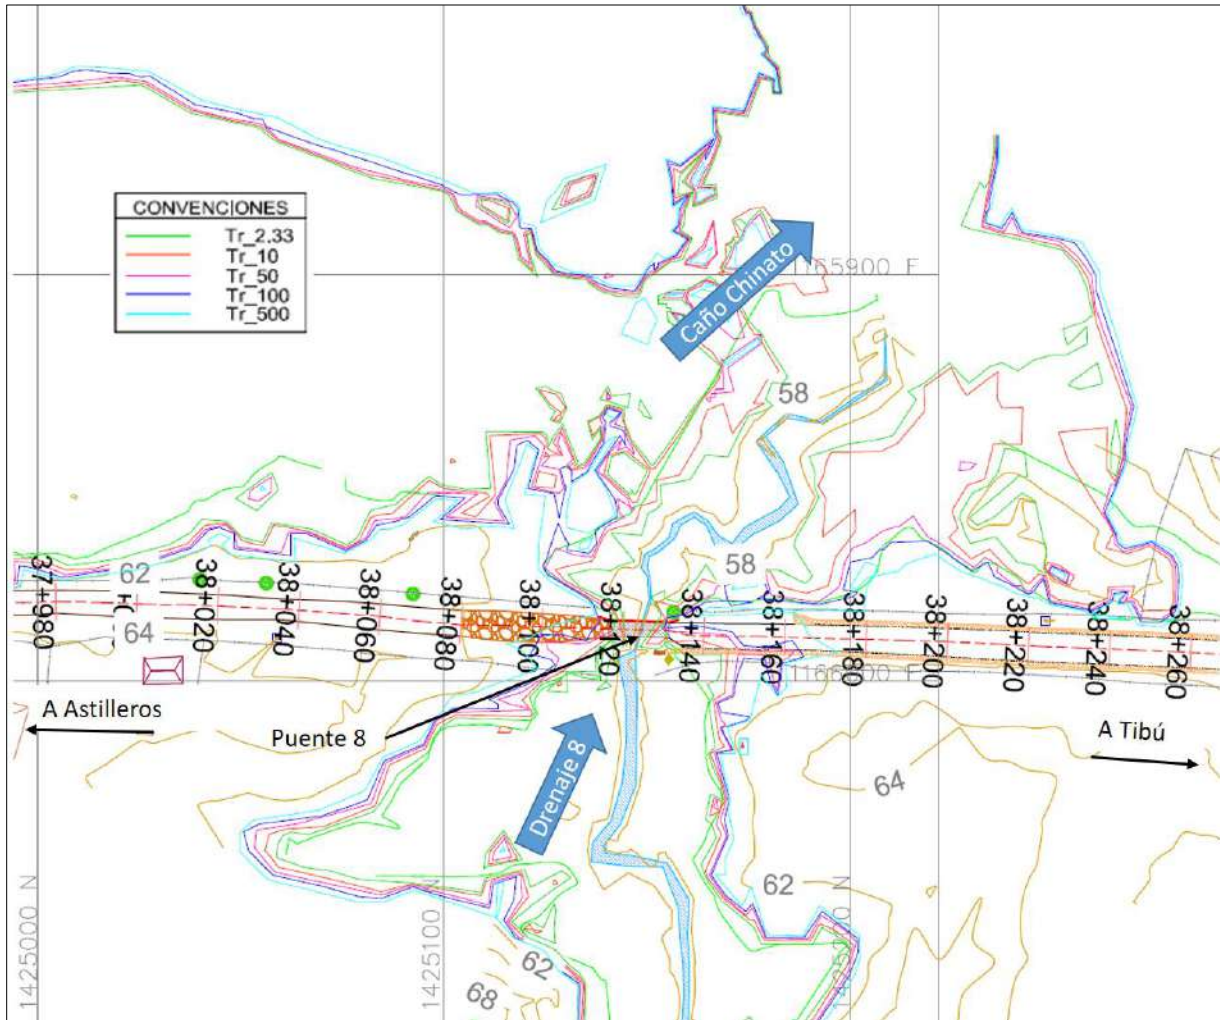 CONVENCIONES
Tr_2.33
Tr_10
Tr_50
Tr_100
Tr_500
Caño Chinato
1165900 E
58
58
62
64
37+980
38+020
38+040
38+060
38+080
38+100
38+120
38+140
38+160
38+180
38+200
38+220
38+240
38+260
A Astilleros
Puente 8
Drenaje 8
A Tibú
64
62
62
68
1425000 N
1425100 N